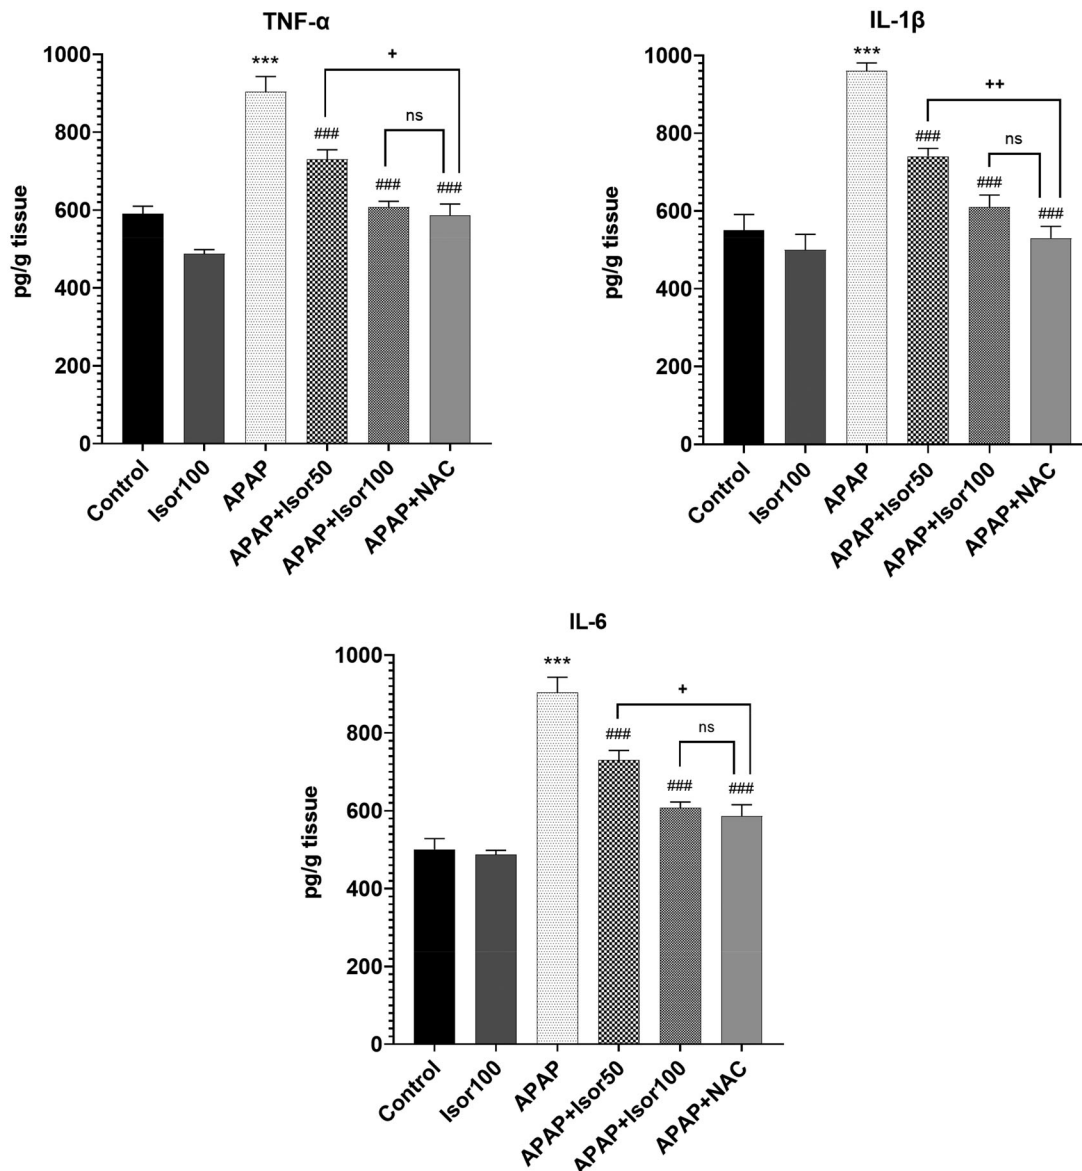 TNF-α
pg/g tissue
1000
800
600
400
200
0
***
###
###
###
+
ns
Control
Isor100
APAP
APAP+Isor50
APAP+Isor100
APAP+NAC
IL-1β
pg/g tissue
1000
800
600
400
200
0
***
###
###
###
++
ns
Control
Isor100
APAP
APAP+Isor50
APAP+Isor100
APAP+NAC
IL-6
pg/g tissue
1000
800
600
400
200
0
***
###
###
###
+
ns
Control
Isor100
APAP
APAP+Isor50
APAP+Isor100
APAP+NAC